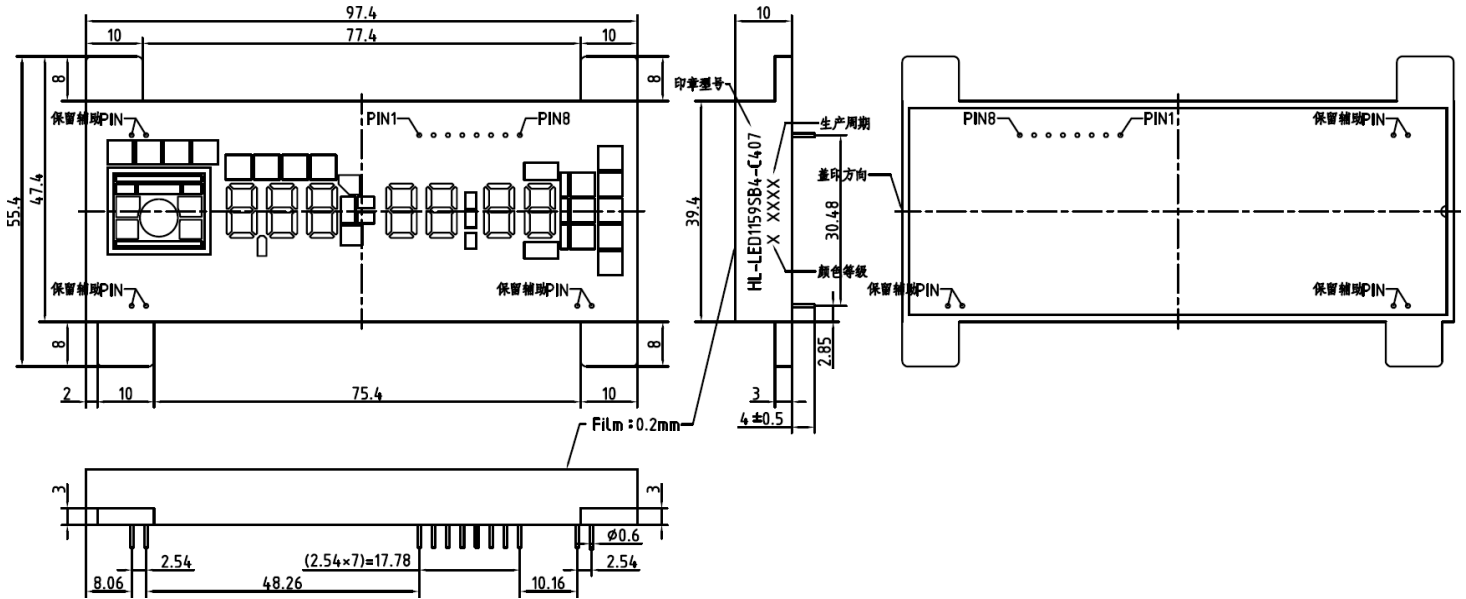 97.4
10 77.4 10
8
8
55.4
47.4
保留辅助PIN
PIN1
PIN8
保留辅助PIN
保留辅助PIN
8
8
2 10 75.4 10
10
印章型号
生产周期
39.4
HL-LED1159SB4-C407
X XXXX
30.48
颜色等级
2.85
3
4±0.5
Film:0.2mm
PIN8
PIN1
保留辅助PIN
盖印方向
保留辅助PIN
保留辅助PIN
3
3
2.54
(2.54×7)=17.78
Ø0.6
2.54
8.06
48.26
10.16